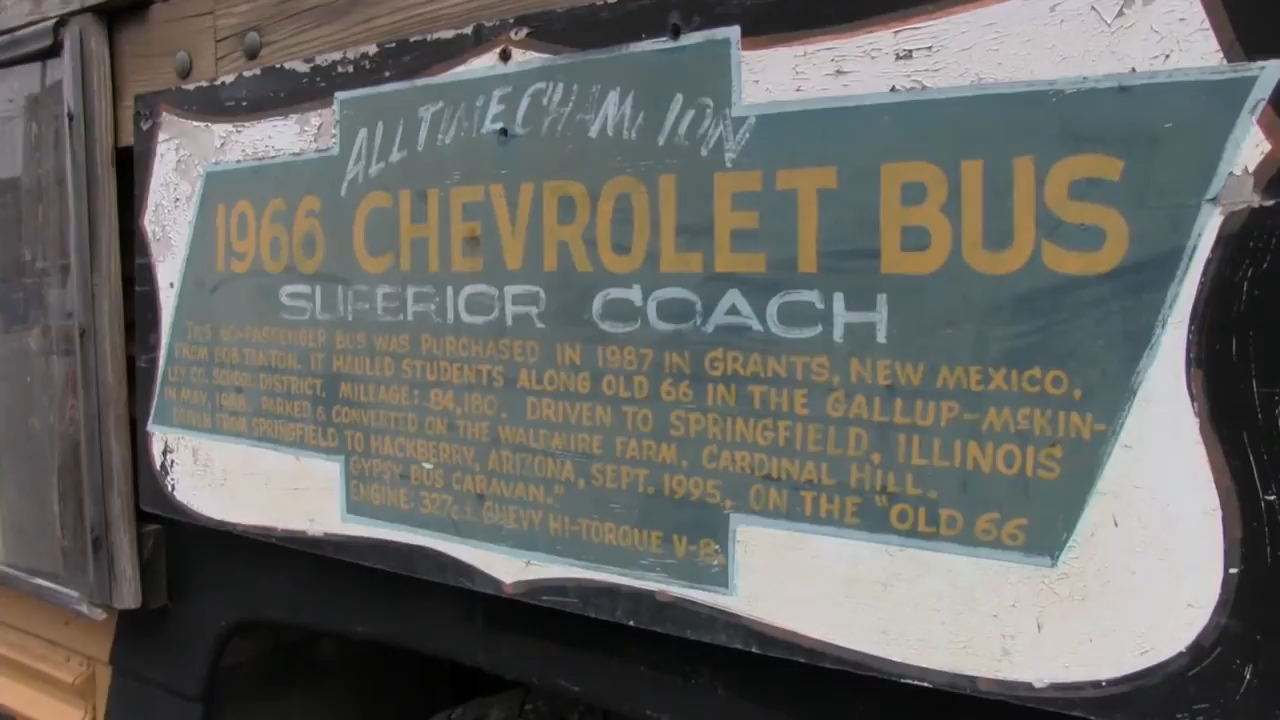 ALL TIME CHAMPION
1966 CHEVROLET BUS
SUPERIOR COACH
THIS 60-PASSENGER BUS WAS PURCHASED IN 1987 IN GRANTS, NEW MEXICO,
FROM BOB TANTON. IT HAULED STUDENTS ALONG OLD 66 IN THE GALLUP-McKIN-
LEY CO. SCHOOL DISTRICT. MILEAGE: 84,180. DRIVEN TO SPRINGFIELD, ILLINOIS
IN MAY, 1988. PARKED & CONVERTED ON THE WALDMIRE FARM, CARDINAL HILL.
DRIVEN FROM SPRINGFIELD TO HACKBERRY, ARIZONA, SEPT. 1995, ON THE "OLD 66
GYPSY BUS CARAVAN."
ENGINE: 327c.i. CHEVY HI-TORQUE V-8.